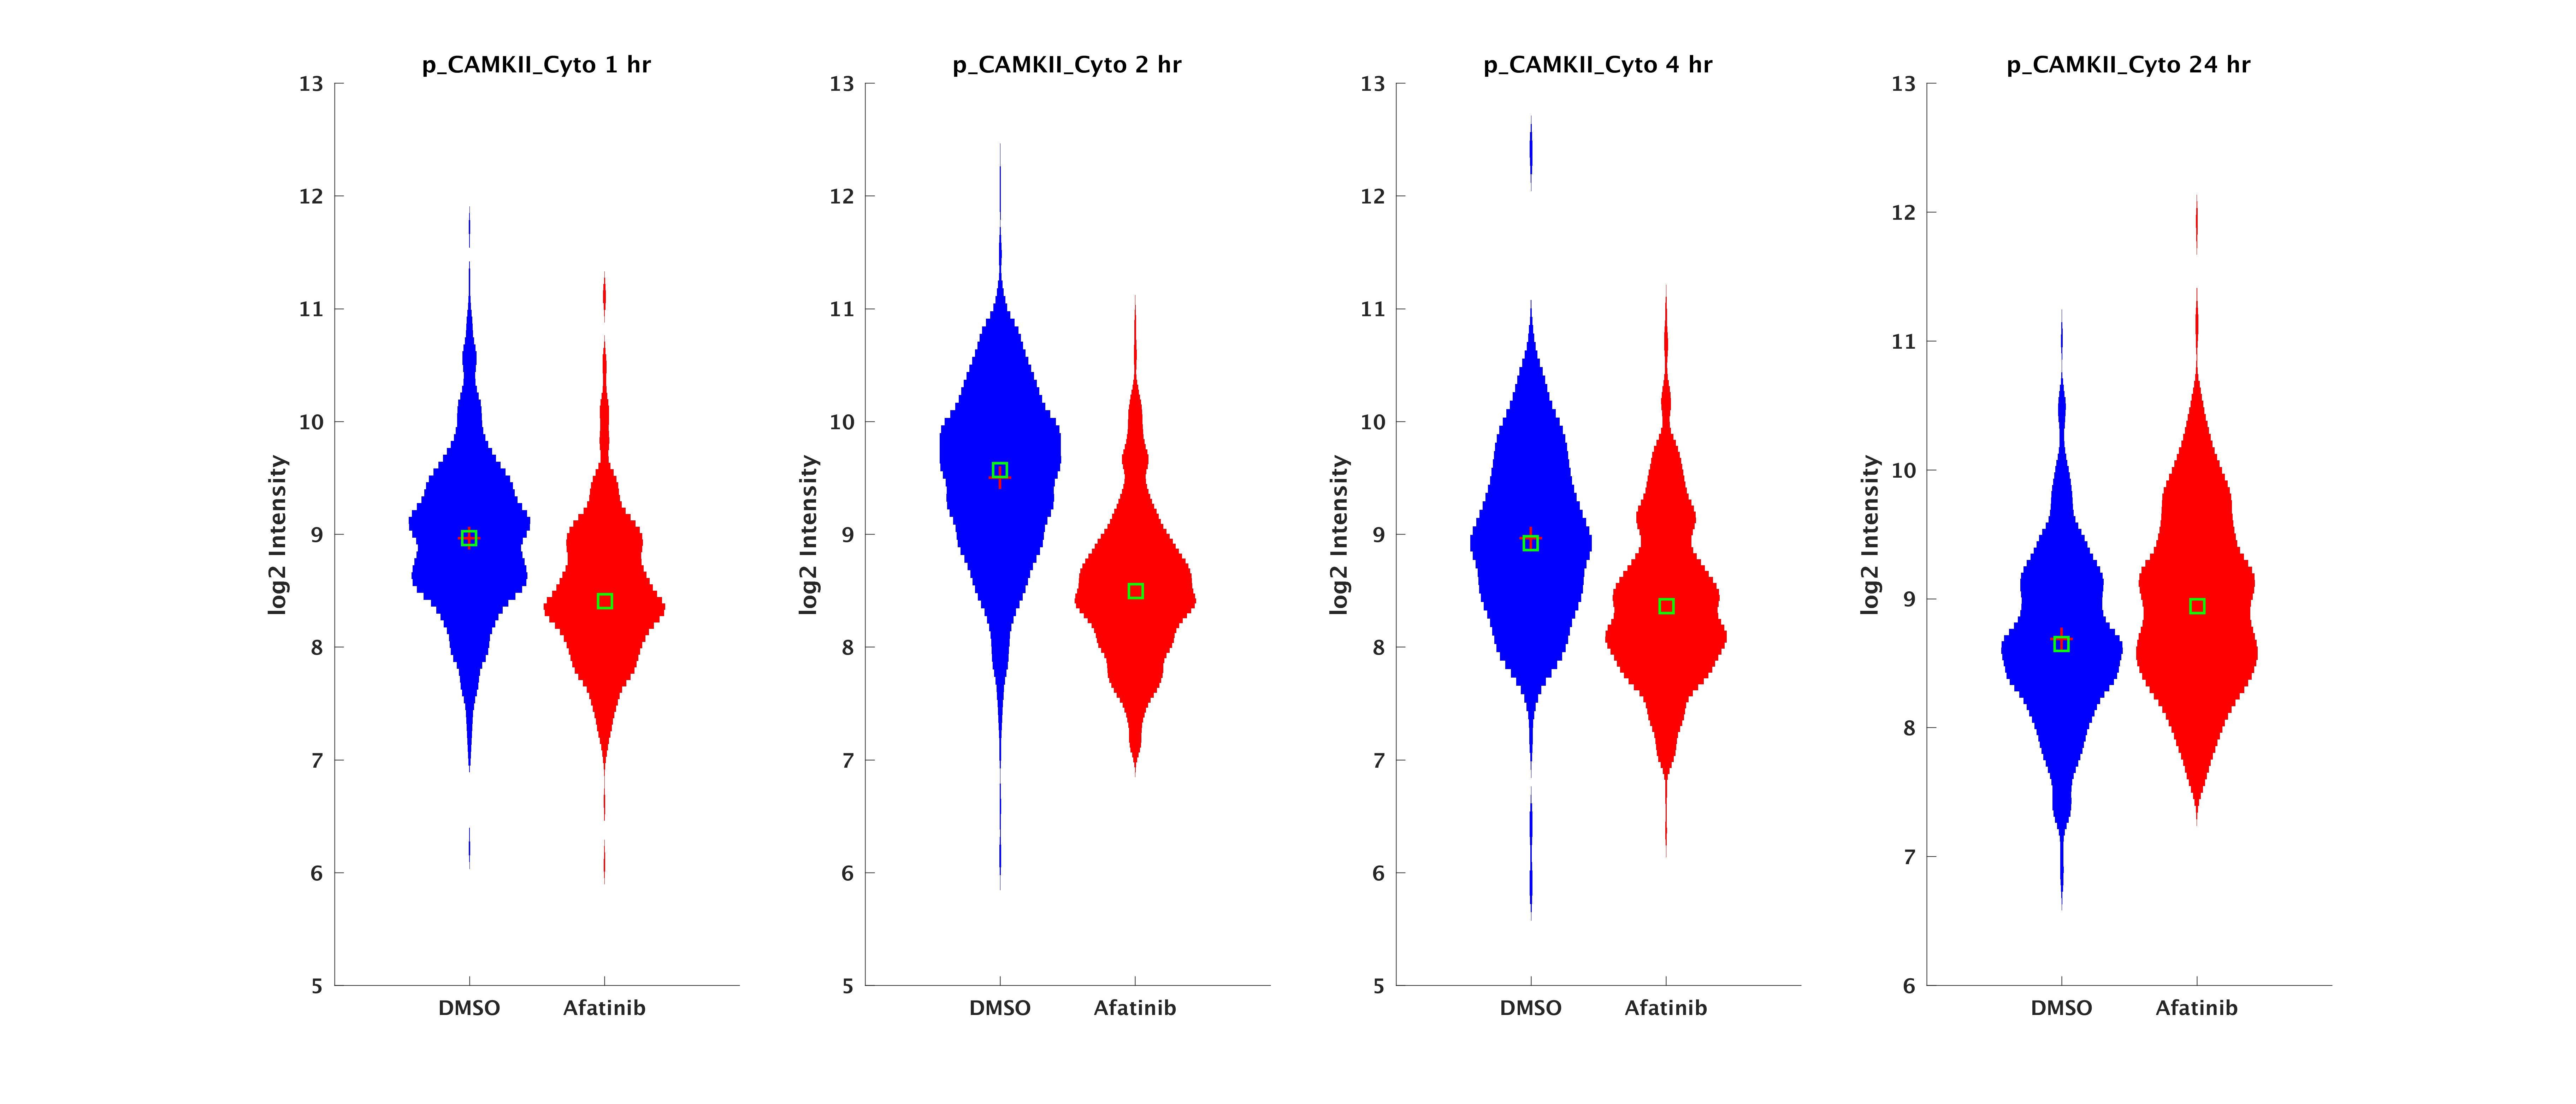 p_CAMKII_Cyto 1 hr
13
12
11
10
9
8
7
6
5
log2 Intensity
DMSO Afatinib
p_CAMKII_Cyto 2 hr
13
12
11
10
9
8
7
6
5
log2 Intensity
DMSO Afatinib
p_CAMKII_Cyto 4 hr
13
12
11
10
9
8
7
6
5
log2 Intensity
DMSO Afatinib
p_CAMKII_Cyto 24 hr
13
12
11
10
9
8
7
6
log2 Intensity
DMSO Afatinib